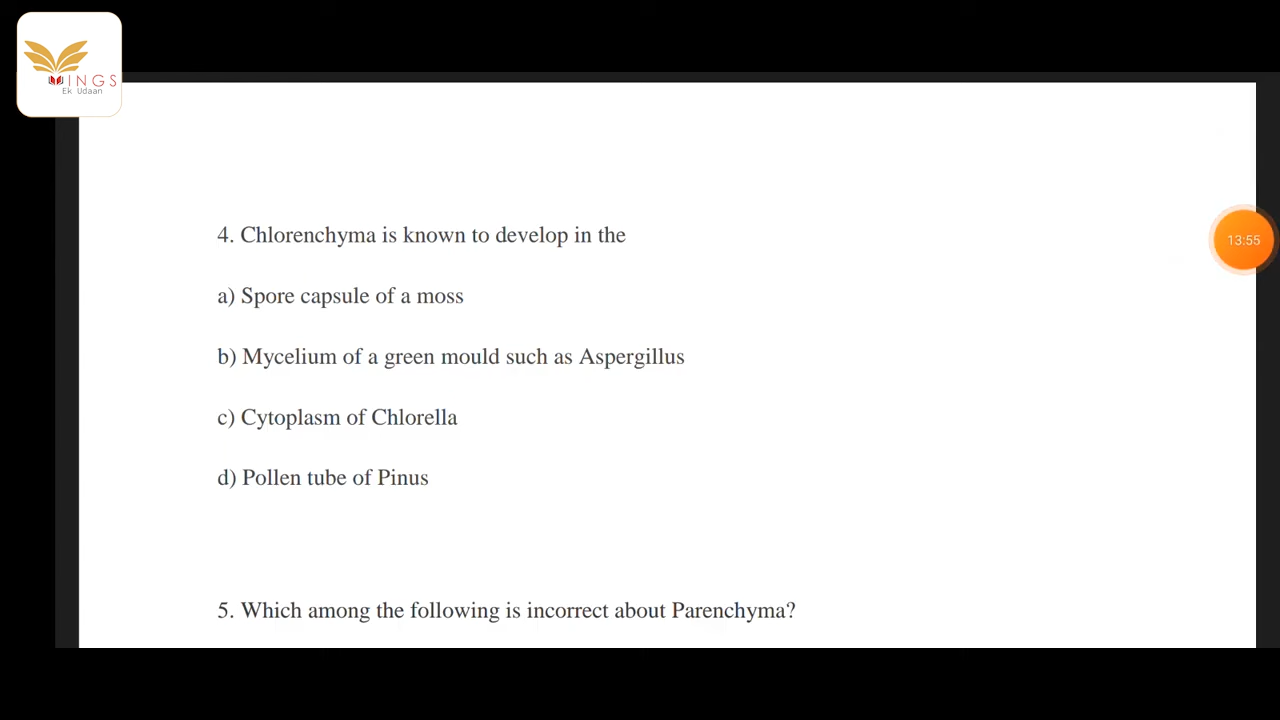 WINGS
Ek Udaan
4. Chlorenchyma is known to develop in the
13:55
a) Spore capsule of a moss
b) Mycelium of a green mould such as Aspergillus
c) Cytoplasm of Chlorella
d) Pollen tube of Pinus
5. Which among the following is incorrect about Parenchyma?